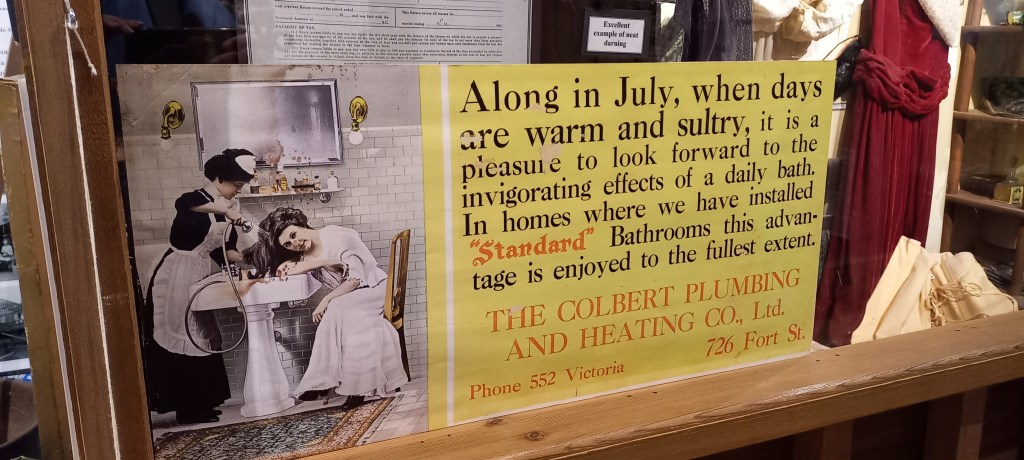 Excellent
example of neat
darning
Along in July, when days
are warm and sultry, it is a
pleasure to look forward to the
invigorating effects of a daily bath.
In homes where we have installed
"Standard" Bathrooms this advan-
tage is enjoyed to the fullest extent.
THE COLBERT PLUMBING
AND HEATING CO., Ltd.
Phone 552 Victoria 726 Fort St.